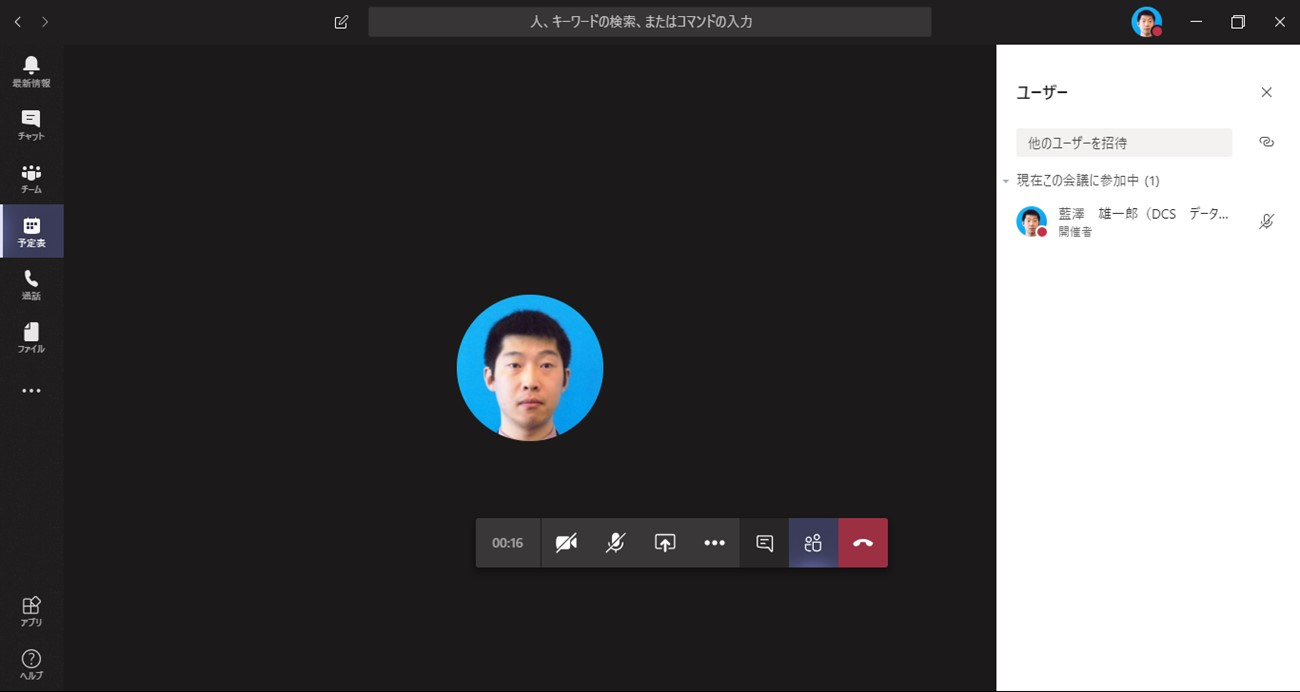 人、キーワードの検索、またはコマンドの入力
最新情報
チャット
チーム
予定表
通話
ファイル
アプリ
ヘルプ
00:16
ユーザー
他のユーザーを招待
現在この会議に参加中 (1)
藍澤　雄一郎（DCS　データ...
開催者